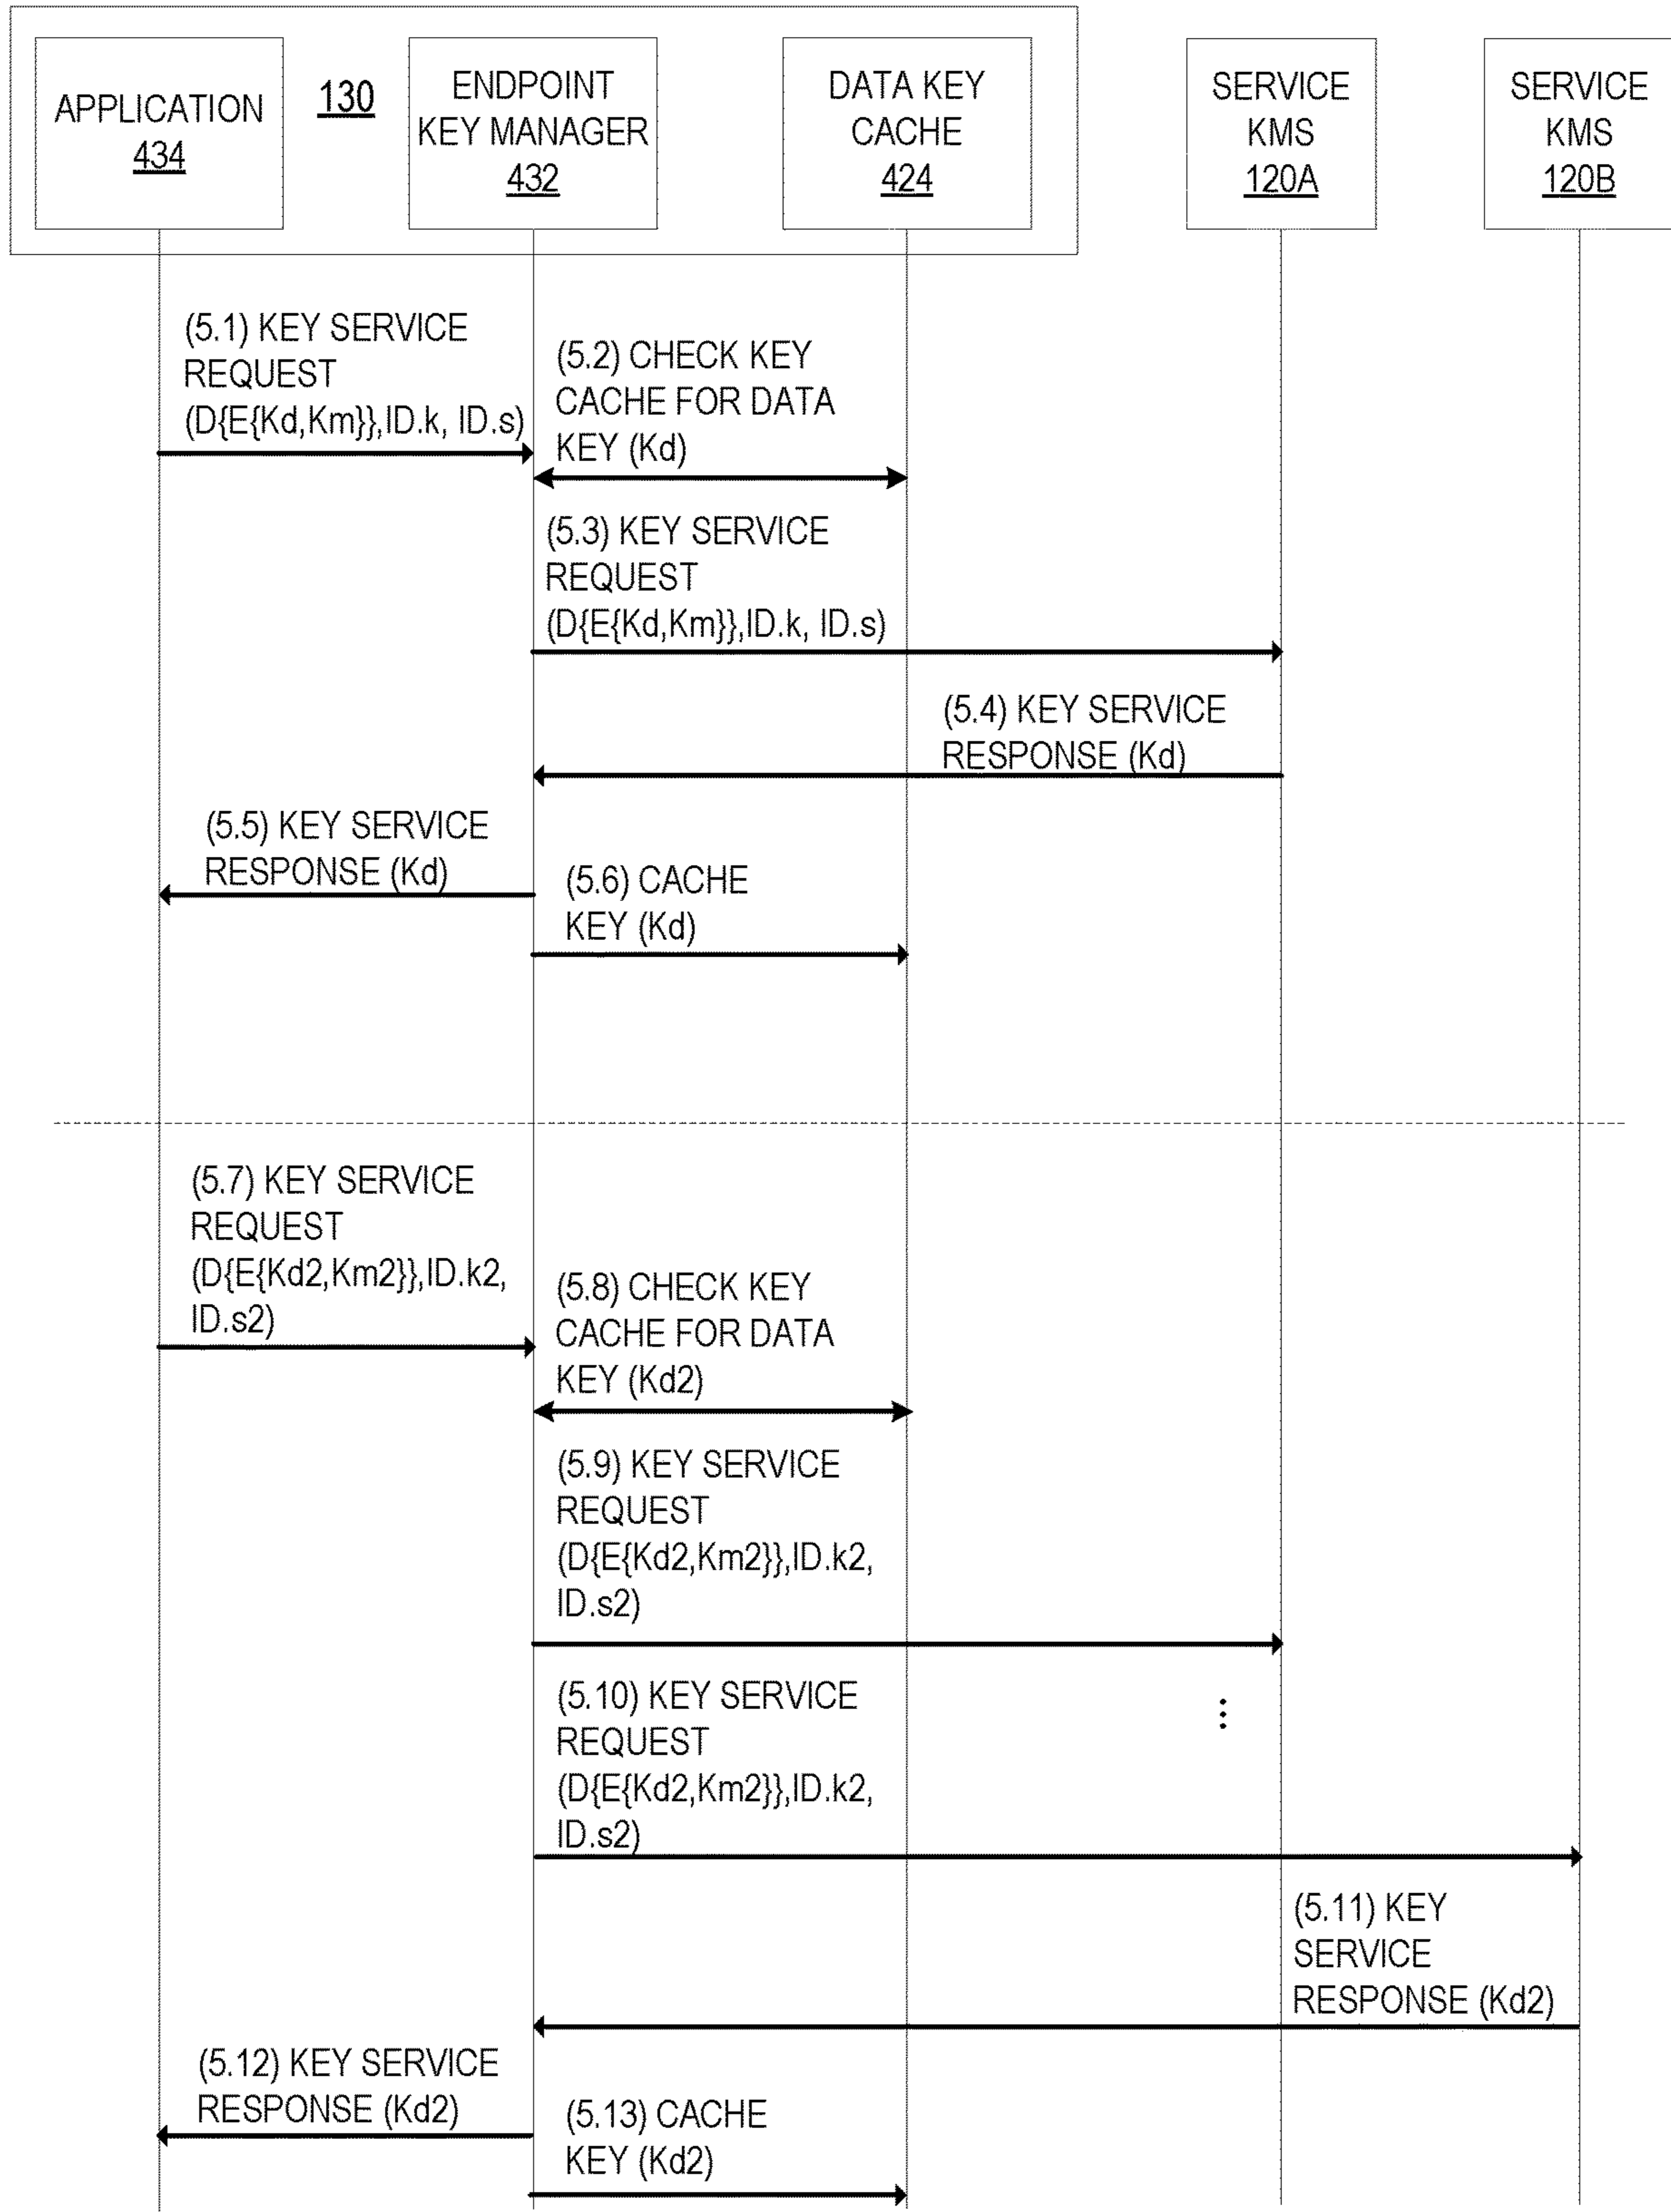 APPLICATION
434
130
ENDPOINT
KEY MANAGER
432
DATA KEY
CACHE
424
SERVICE
KMS
120A
SERVICE
KMS
120B
(5.1) KEY SERVICE
REQUEST
(D{E{Kd,Km}},ID.k, ID.s)
(5.2) CHECK KEY
CACHE FOR DATA
KEY (Kd)
(5.3) KEY SERVICE
REQUEST
(D{E{Kd,Km}},ID.k, ID.s)
(5.4) KEY SERVICE
RESPONSE (Kd)
(5.5) KEY SERVICE
RESPONSE (Kd)
(5.6) CACHE
KEY (Kd)
(5.7) KEY SERVICE
REQUEST
(D{E{Kd2,Km2}},ID.k2,
ID.s2)
(5.8) CHECK KEY
CACHE FOR DATA
KEY (Kd2)
(5.9) KEY SERVICE
REQUEST
(D{E{Kd2,Km2}},ID.k2,
ID.s2)
(5.10) KEY SERVICE
REQUEST
(D{E{Kd2,Km2}},ID.k2,
ID.s2)
(5.11) KEY
SERVICE
RESPONSE (Kd2)
(5.12) KEY SERVICE
RESPONSE (Kd2)
(5.13) CACHE
KEY (Kd2)